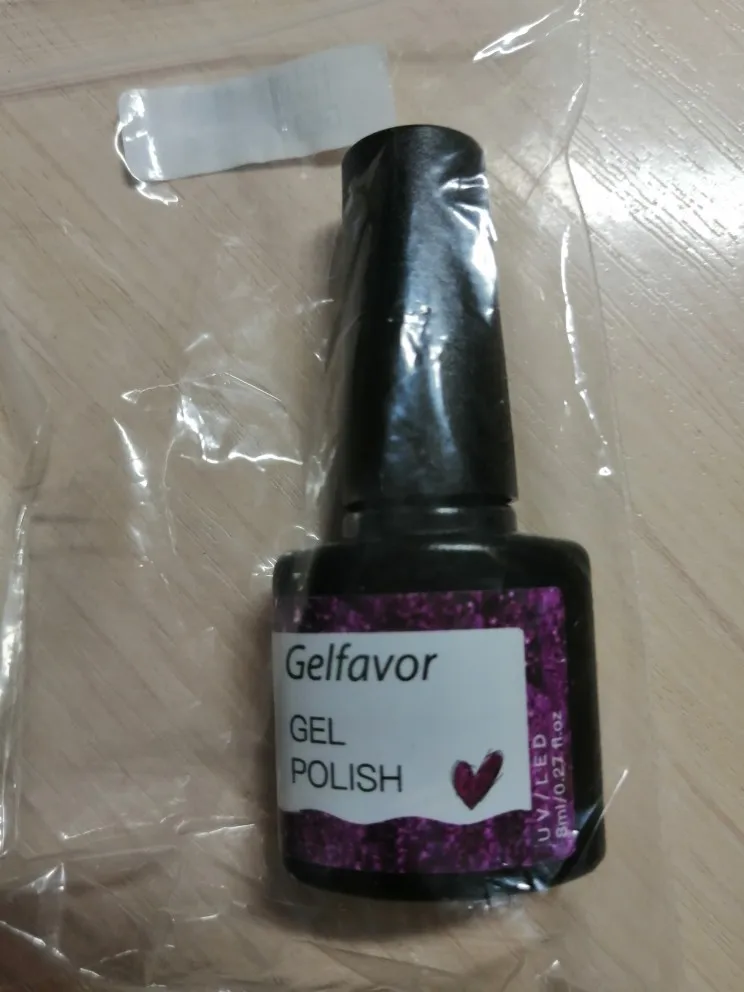 Gelfavor
GEL
POLISH
UV/LED
8ml/0.27 fl.oz